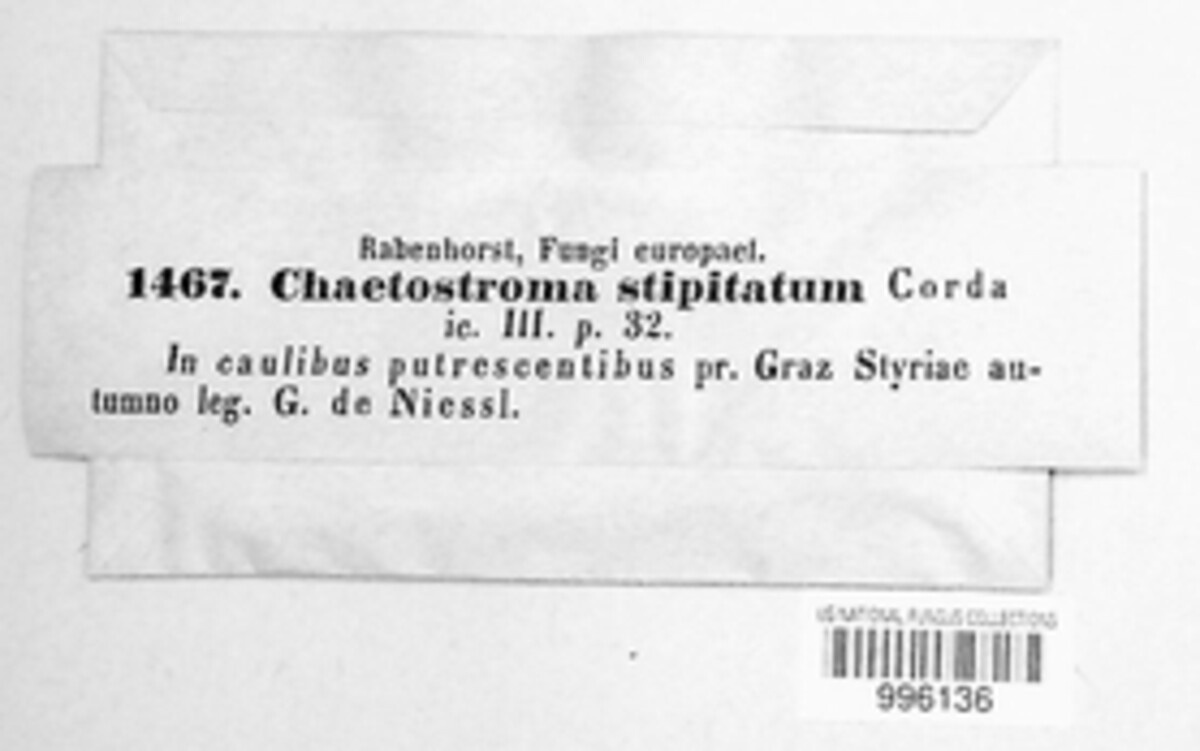 Rabenhorst, Fungi europaei.
1467. Chaetostroma stipitatum Corda
ic. III. p. 32.
In caulibus putrescentibus pr. Graz Styriae au-
tumno leg. G. de Niessl.
US NATIONAL FUNGUS COLLECTIONS
996136